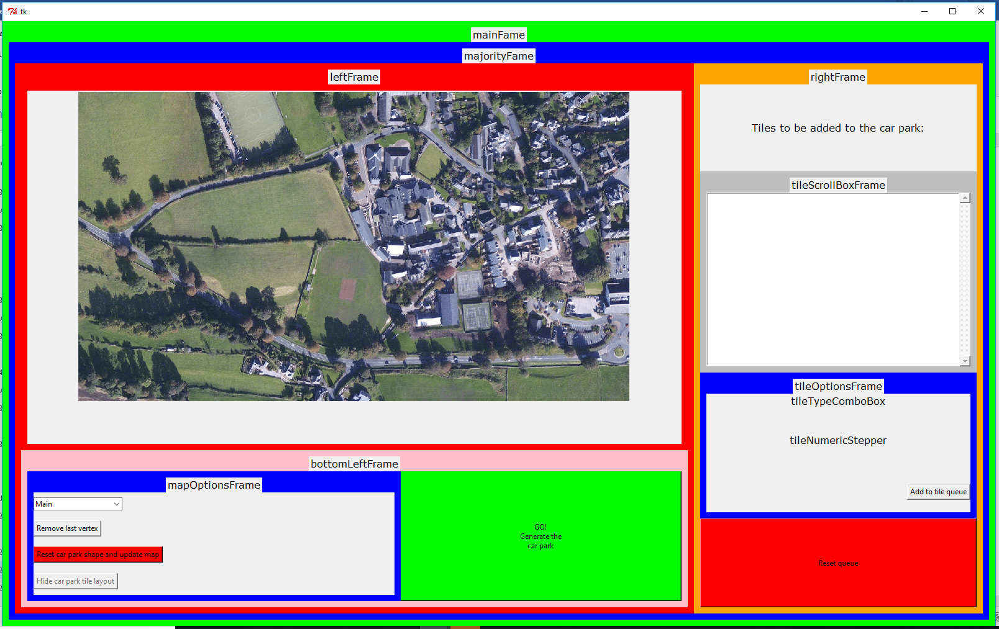 tk
mainFame
majorityFame
leftFrame
rightFrame
Tiles to be added to the car park:
tileScrollBoxFrame
tileOptionsFrame
tileTypeComboBox
tileNumericStepper
Add to tile queue
Reset queue
bottomLeftFrame
mapOptionsFrame
Main
Remove last vertex
Reset car park shape and update map
Hide car park tile layout
GO!
Generate the
car park